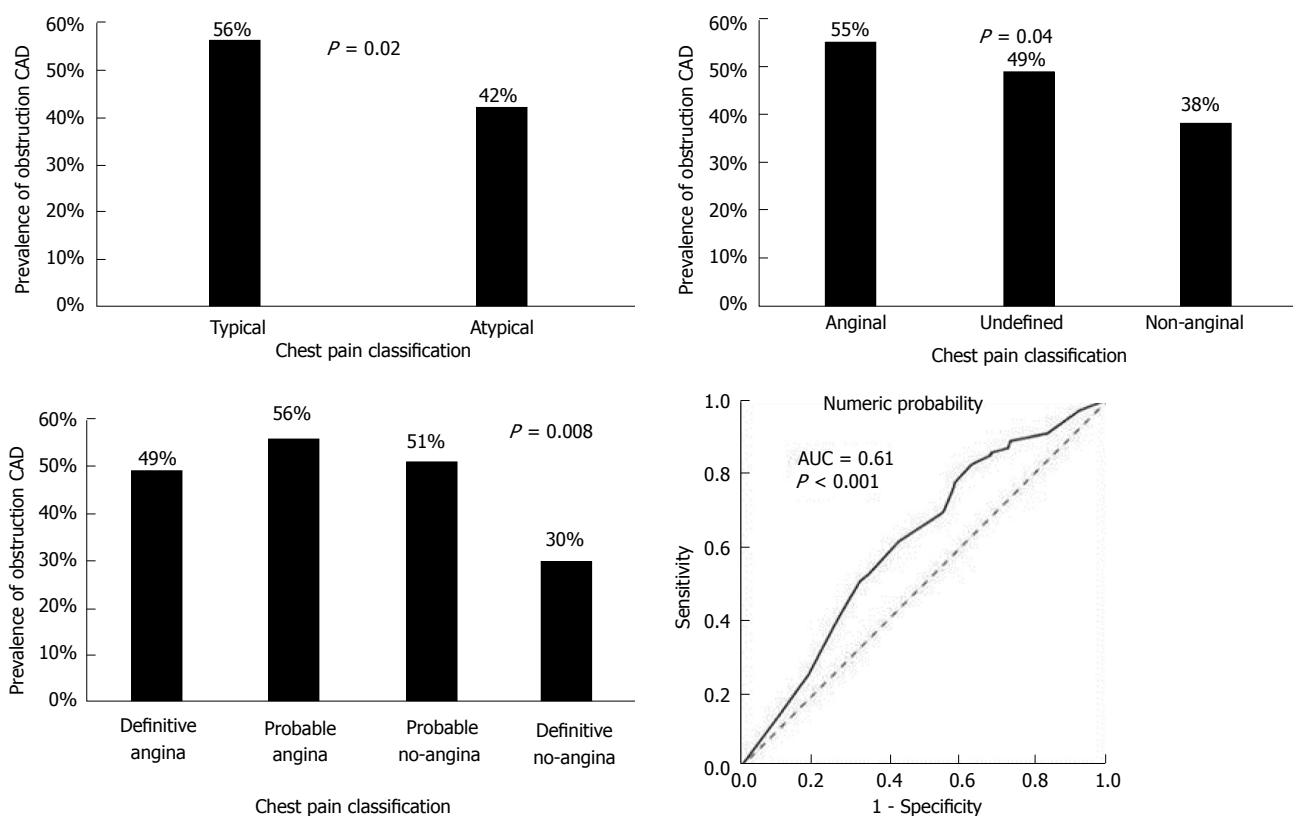 60%
50%
40%
30%
20%
10%
0%
Prevalence of obstruction CAD
56%
P = 0.02
42%
Typical
Atypical
Chest pain classification
60%
50%
40%
30%
20%
10%
0%
Prevalence of obstruction CAD
55%
P = 0.04
49%
38%
Anginal
Undefined
Non-anginal
Chest pain classification
60%
50%
40%
30%
20%
10%
0%
Prevalence of obstruction CAD
49%
56%
51%
P = 0.008
30%
Definitive
angina
Probable
angina
Probable
no-angina
Definitive
no-angina
Chest pain classification
Numeric probability
AUC = 0.61
P < 0.001
1.0
0.8
0.6
0.4
0.2
0.0
Sensitivity
0.0
0.2
0.4
0.6
0.8
1.0
1 - Specificity